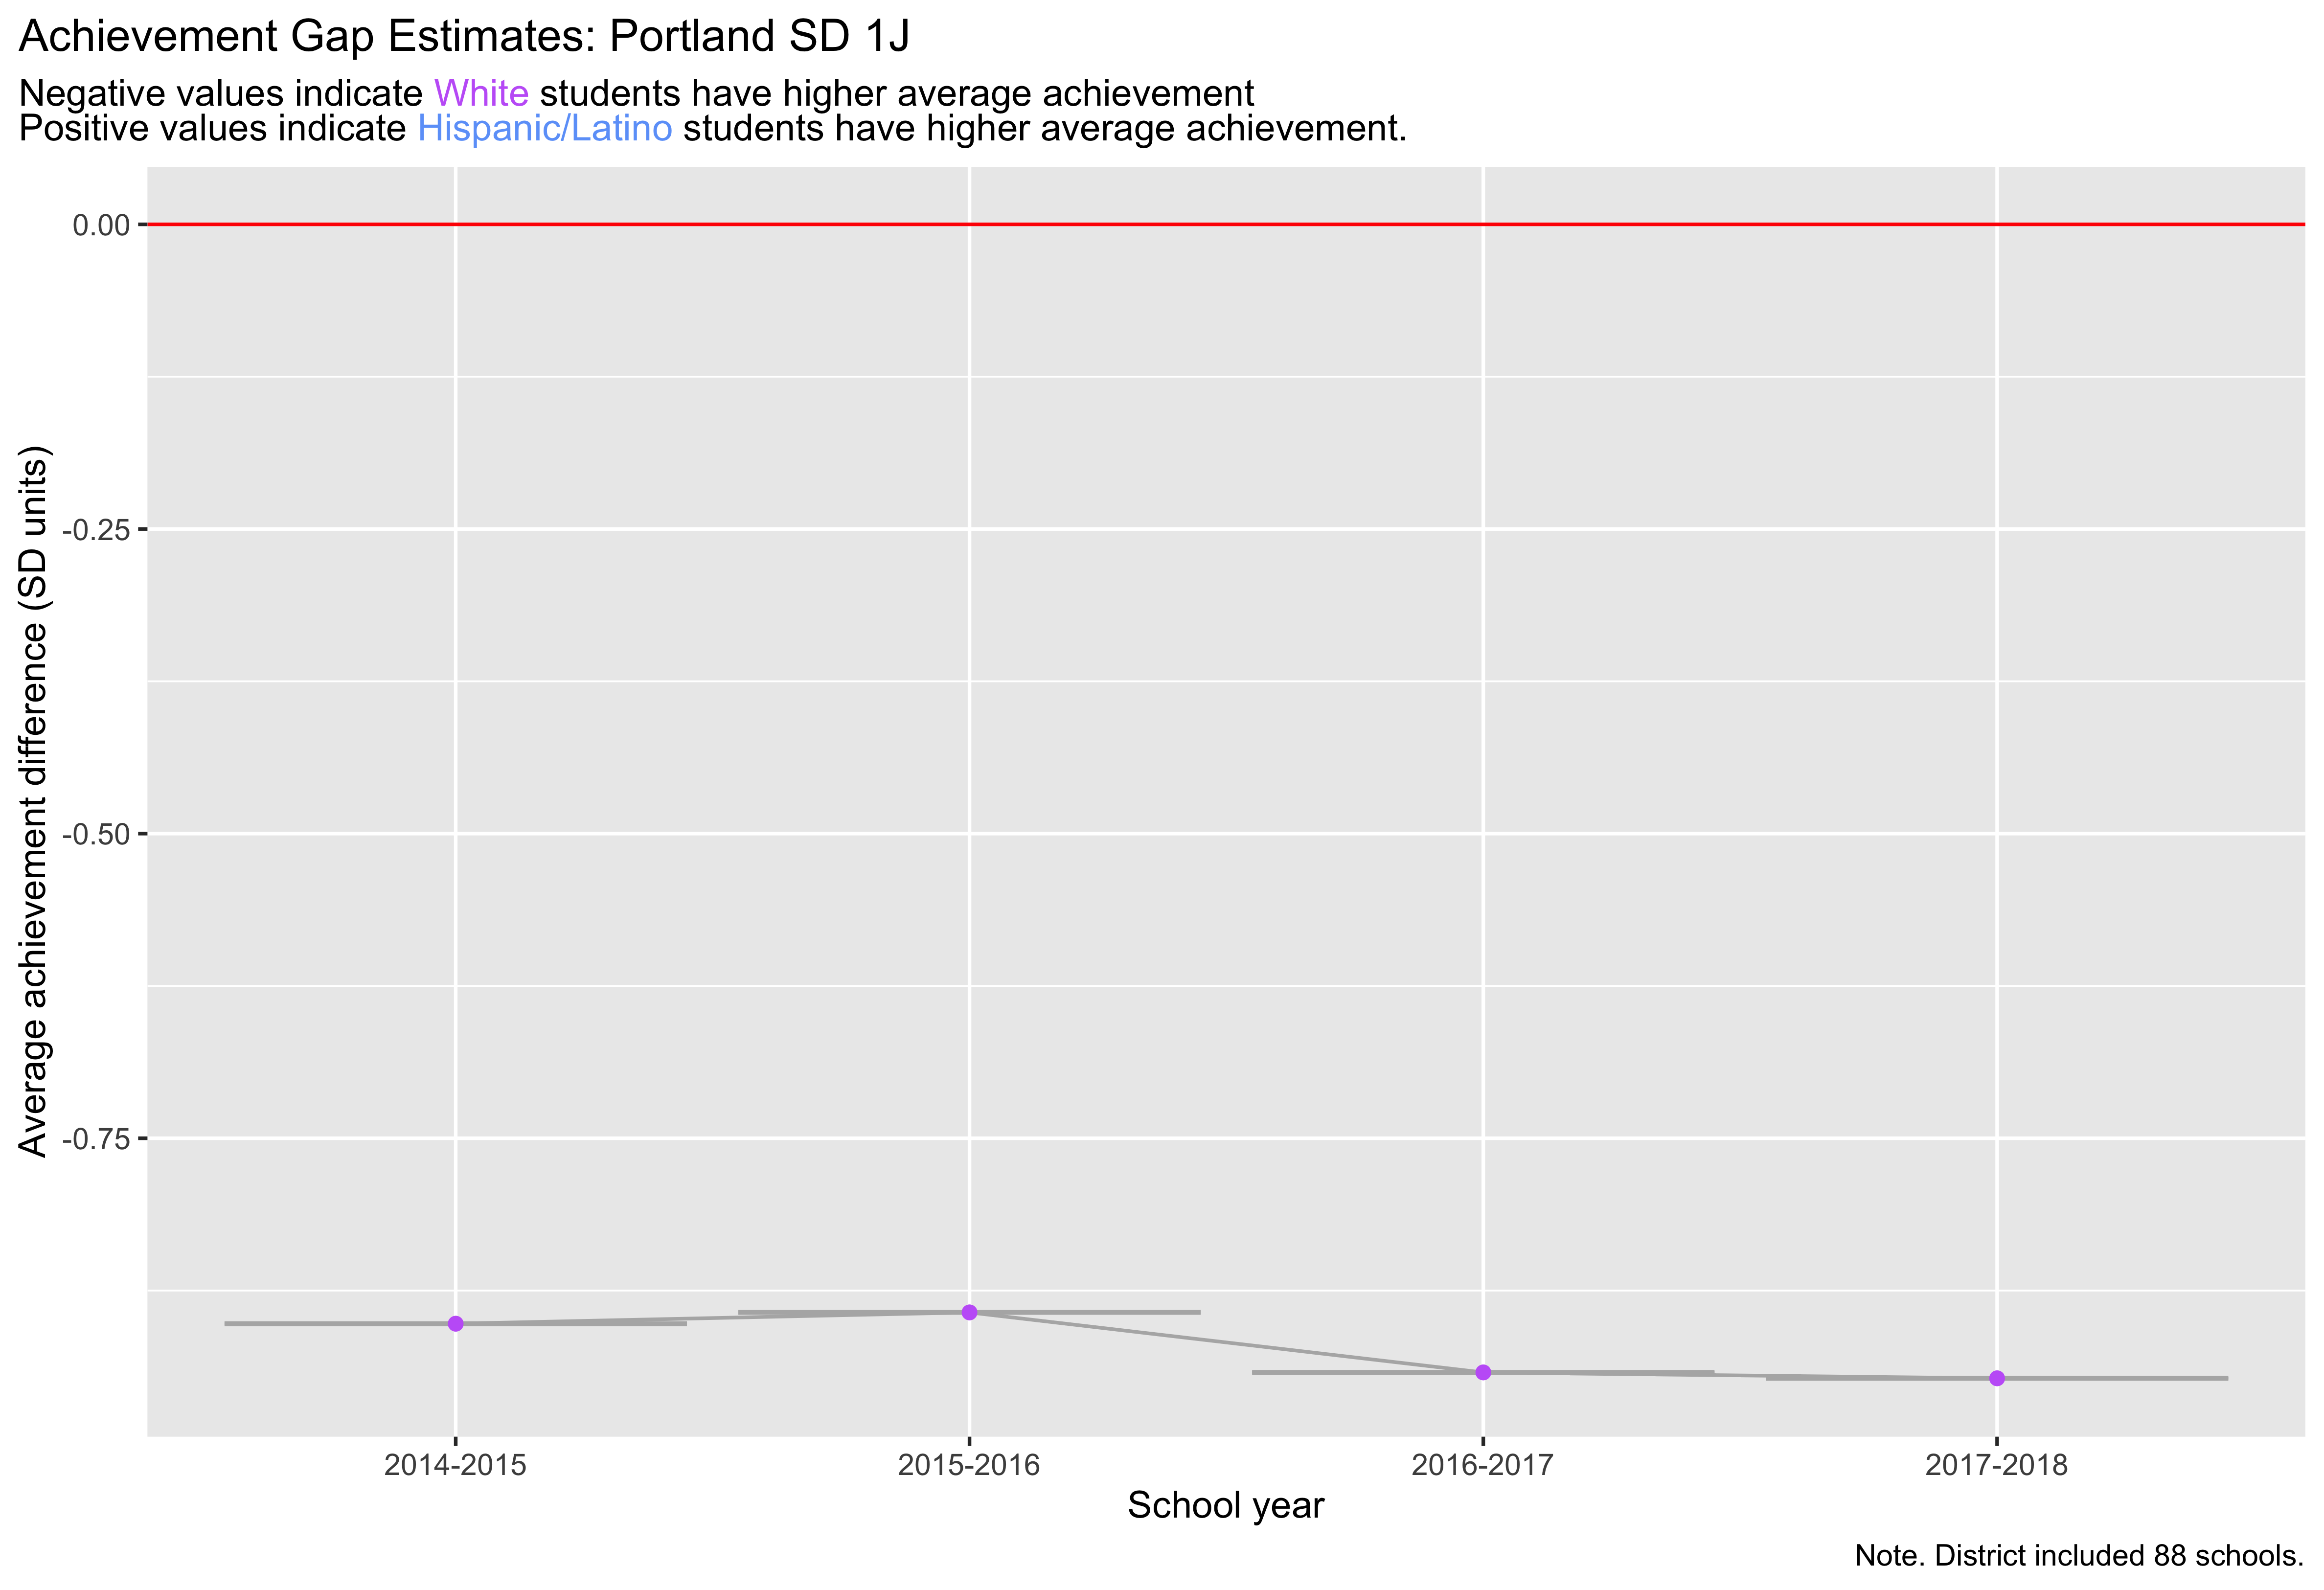 Achievement Gap Estimates: Portland SD 1J
Negative values indicate White students have higher average achievement
Positive values indicate Hispanic/Latino students have higher average achievement.
Average achievement difference (SD units)
0.00
-0.25
-0.50
-0.75
2014-2015
2015-2016
2016-2017
2017-2018
School year
Note. District included 88 schools.